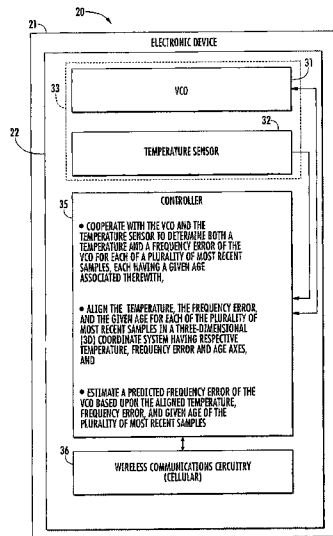 20
21
ELECTRONIC DEVICE
31
33
VCO
32
22
TEMPERATURE SENSOR
35
CONTROLLER
• COOPERATE WITH THE VCO AND THE
TEMPERATURE SENSOR TO DETERMINE BOTH A
TEMPERATURE AND A FREQUENCY ERROR OF THE
VCO FOR EACH OF A PLURALITY OF MOST RECENT
SAMPLES, EACH HAVING A GIVEN AGE
ASSOCIATED THEREWITH,
• ALIGN THE TEMPERATURE, THE FREQUENCY ERROR,
AND THE GIVEN AGE FOR EACH OF THE PLURALITY OF
MOST RECENT SAMPLES IN A THREE-DIMENSIONAL
(3D) COORDINATE SYSTEM HAVING RESPECTIVE
TEMPERATURE, FREQUENCY ERROR AND AGE AXES,
AND
• ESTIMATE A PREDICTED FREQUENCY ERROR OF THE
VCO BASED UPON THE ALIGNED TEMPERATURE,
FREQUENCY ERROR, AND GIVEN AGE OF THE
PLURALITY OF MOST RECENT SAMPLES
36
WIRELESS COMMUNICATIONS CIRCUITRY
(CELLULAR)